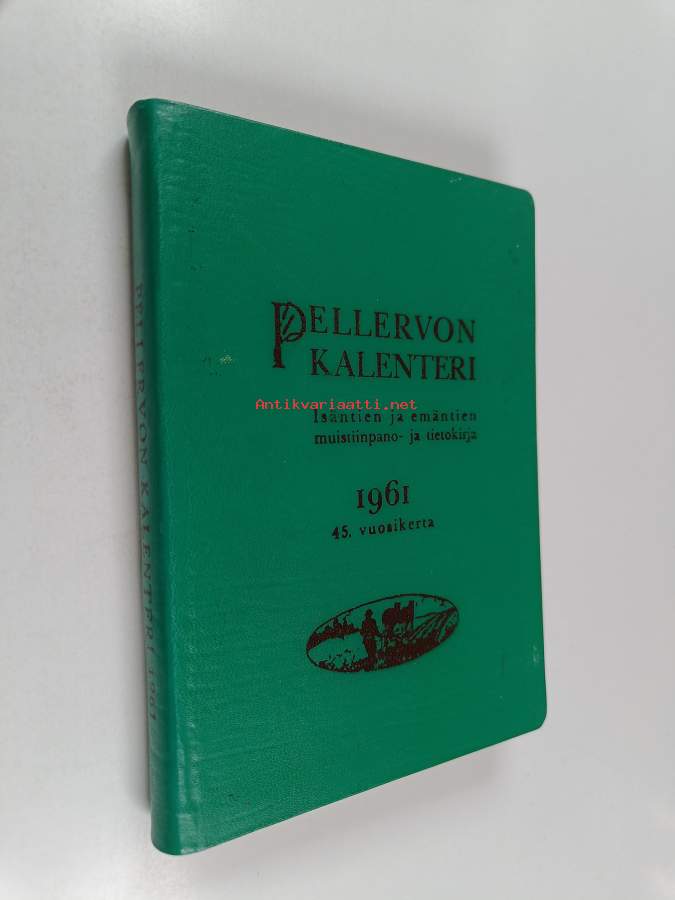 PELLERVON
KALENTERI
Antikvariaatti.net
Isäntien ja emäntien
muistiinpano- ja tietokirja
1961
45. vuosikerta
PELLERVON KALENTERI 1961